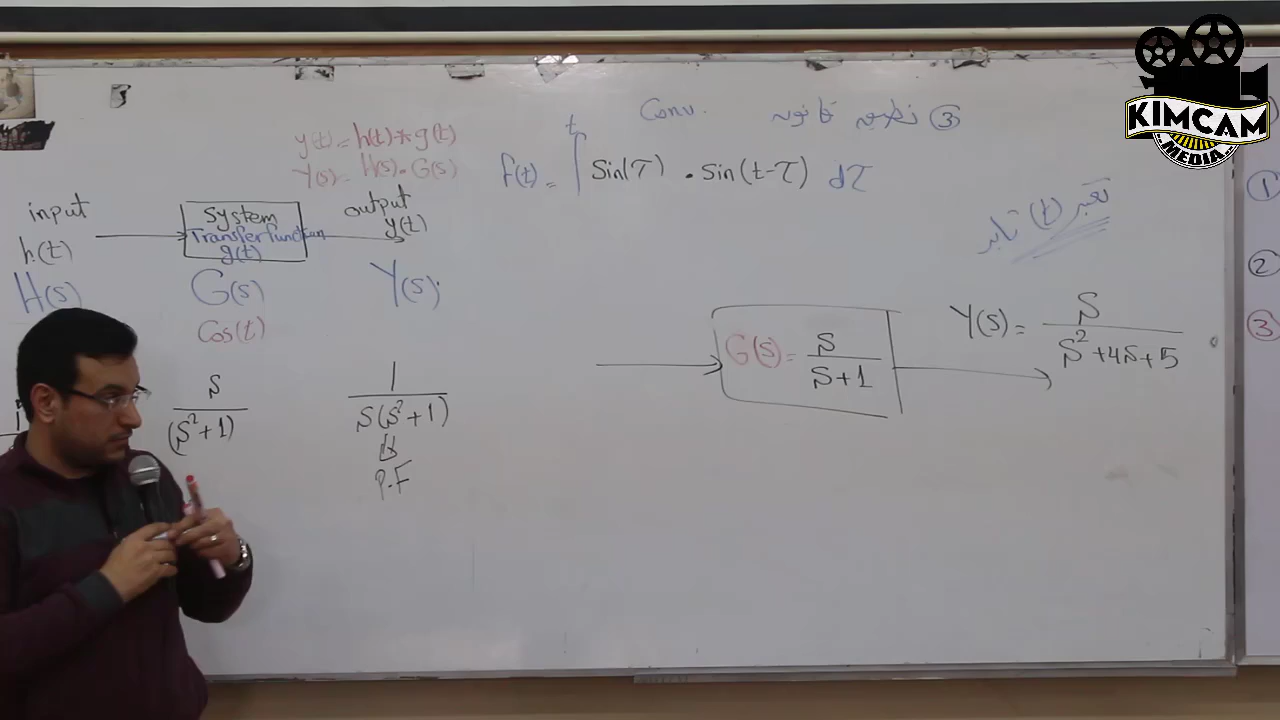 KIMCAM
MEDIA
Conv.
③ نظرية
y(t) = h(t) * g(t)
Y(s) = H(s) . G(s)
f(t) = ∫ t Sin(τ) . sin(t-τ) dτ
input
h(t)
H(s)
System
Transfer function
g(t)
G(s)
Cos(t)
output
y(t)
Y(s)
s / (s²+1)
1 / s(s²+1)
P.F
(t)
G(s) = s / s+1
Y(s) = s / s²+4s+5
①
②
③